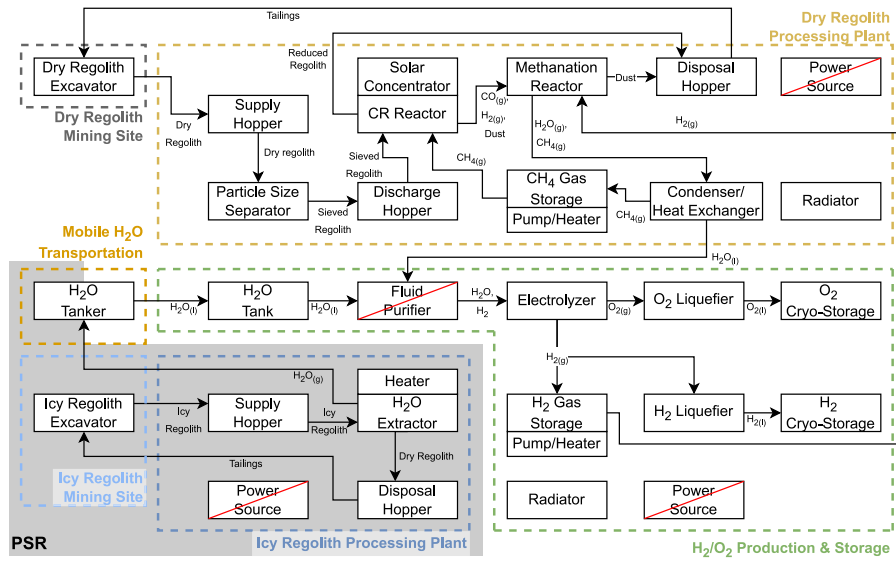 Tailings
Dry Regolith
Processing Plant
Dry Regolith
Excavator
Dry Regolith
Mining Site
Dry
Regolith
Supply
Hopper
Dry regolith
Particle Size
Separator
Sieved
Regolith
Discharge
Hopper
Sieved
Regolith
Reduced
Regolith
Solar
Concentrator
CR Reactor
CO(g),
H2(g),
Dust
Methanation
Reactor
Dust
Disposal
Hopper
Power
Source
H2(g)
H2O(g),
CH4(g)
CH4(g)
CH4 Gas
Storage
Pump/Heater
CH4(g)
Condenser/
Heat Exchanger
Radiator
H2O(l)
Mobile H2O
Transportation
H2O
Tanker
H2O(l)
H2O
Tank
H2O(l)
Fluid
Purifier
H2O,
H2
Electrolyzer
O2(g)
O2 Liquefier
O2(l)
O2
Cryo-Storage
H2(g)
H2 Gas
Storage
Pump/Heater
H2 Liquefier
H2(l)
H2
Cryo-Storage
Radiator
Power
Source
H2/O2 Production & Storage
H2O(g)
Icy Regolith
Excavator
Icy
Regolith
Supply
Hopper
Icy
Regolith
Heater
H2O
Extractor
Dry Regolith
Tailings
Disposal
Hopper
Power
Source
Icy Regolith
Mining Site
PSR
Icy Regolith Processing Plant